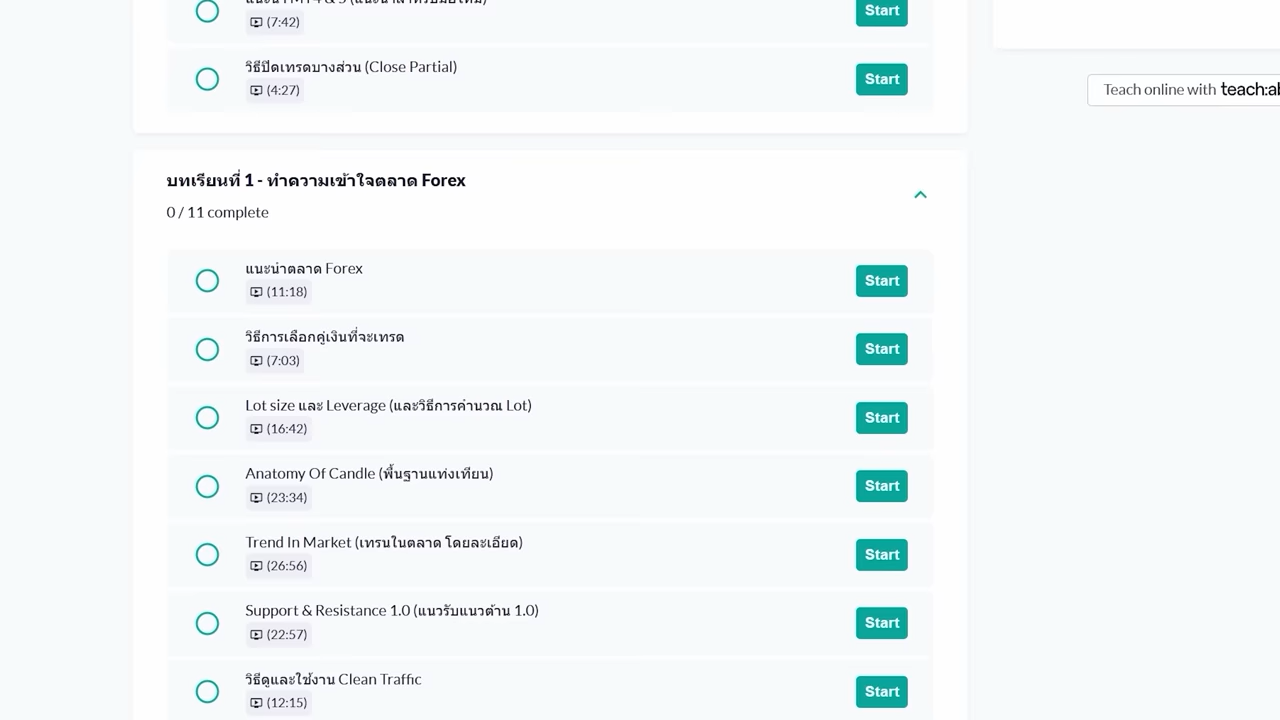 (7:42)
Start
วิธีปิดเทรดบางส่วน (Close Partial)
(4:27)
Start
Teach online with teach:ab
บทเรียนที่ 1 - ทำความเข้าใจตลาด Forex
0 / 11 complete
แนะนำตลาด Forex
(11:18)
Start
วิธีการเลือกคู่เงินที่จะเทรด
(7:03)
Start
Lot size และ Leverage (และวิธีการคำนวณ Lot)
(16:42)
Start
Anatomy Of Candle (พื้นฐานแท่งเทียน)
(23:34)
Start
Trend In Market (เทรนในตลาด โดยละเอียด)
(26:56)
Start
Support & Resistance 1.0 (แนวรับแนวต้าน 1.0)
(22:57)
Start
วิธีดูและใช้งาน Clean Traffic
(12:15)
Start